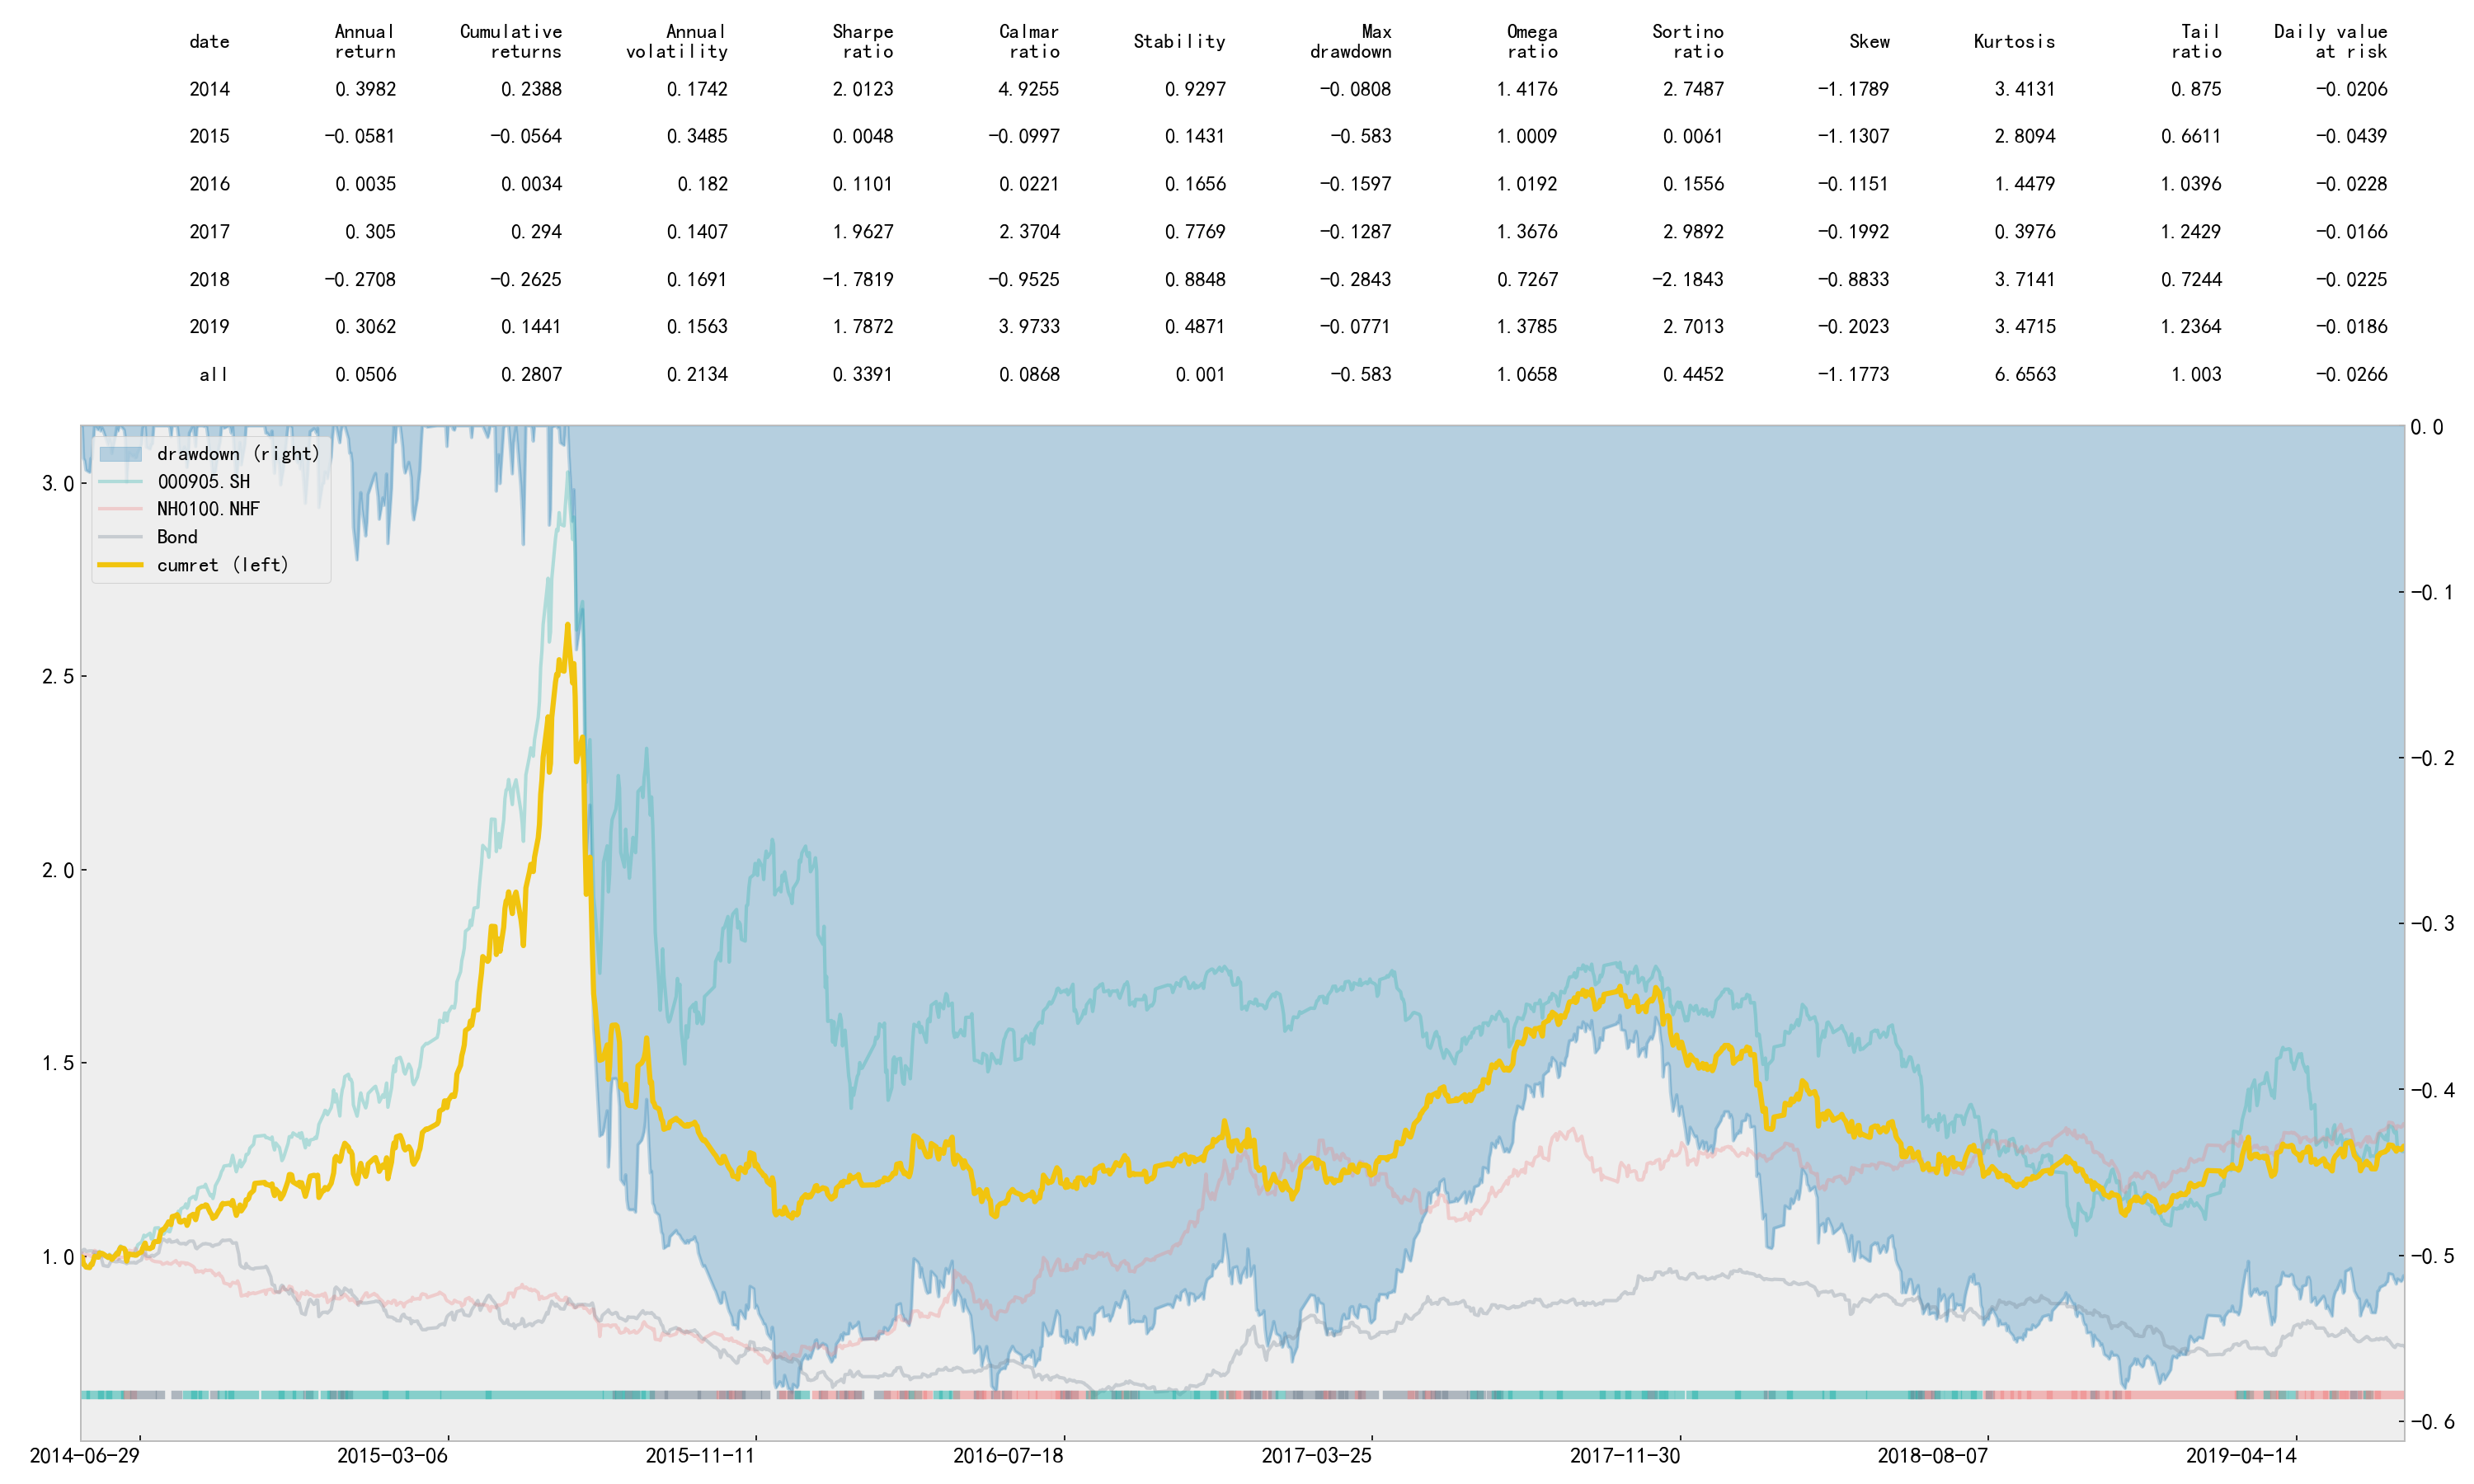 date Annual return Cumulative returns Annual volatility Sharpe ratio Calmar ratio Stability Max drawdown Omega ratio Sortino ratio Skew Kurtosis Tail ratio Daily value at risk
2014 0.3982 0.2388 0.1742 2.0123 4.9255 0.9297 -0.0808 1.4176 2.7487 -1.1789 3.4131 0.875 -0.0206
2015 -0.0581 -0.0564 0.3485 0.0048 -0.0997 0.1431 -0.583 1.0009 0.0061 -1.1307 2.8094 0.6611 -0.0439
2016 0.0035 0.0034 0.182 0.1101 0.0221 0.1656 -0.1597 1.0192 0.1556 -0.1151 1.4479 1.0396 -0.0228
2017 0.305 0.294 0.1407 1.9627 2.3704 0.7769 -0.1287 1.3676 2.9892 -0.1992 0.3976 1.2429 -0.0166
2018 -0.2708 -0.2625 0.1691 -1.7819 -0.9525 0.8848 -0.2843 0.7267 -2.1843 -0.8833 3.7141 0.7244 -0.0225
2019 0.3062 0.1441 0.1563 1.7872 3.9733 0.4871 -0.0771 1.3785 2.7013 -0.2023 3.4715 1.2364 -0.0186
all 0.0506 0.2807 0.2134 0.3391 0.0868 0.001 -0.583 1.0658 0.4452 -1.1773 6.6563 1.003 -0.0266
drawdown (right)
000905.SH
NH0100.NHF
Bond
cumret (left)
3.0
2.5
2.0
1.5
1.0
0.0
-0.1
-0.2
-0.3
-0.4
-0.5
-0.6
2014-06-29 2015-03-06 2015-11-11 2016-07-18 2017-03-25 2017-11-30 2018-08-07 2019-04-14